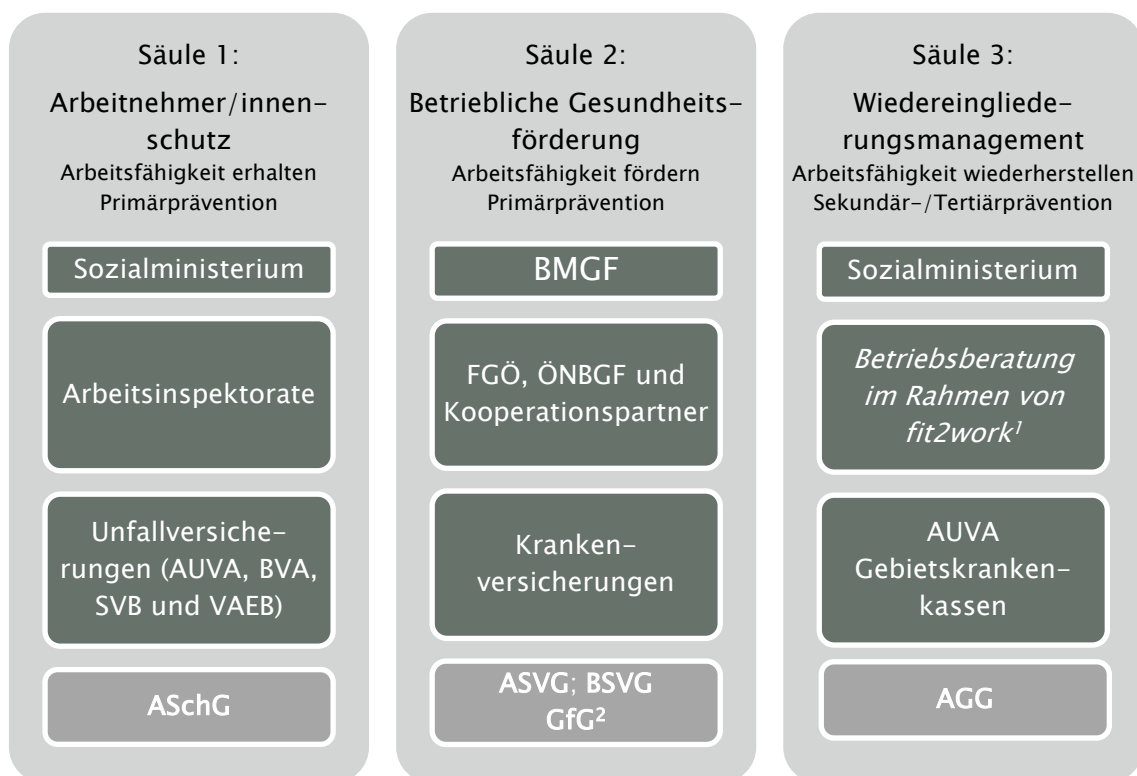 Säule 1:
Arbeitnehmer/innen-
schutz
Arbeitsfähigkeit erhalten
Primärprävention
Sozialministerium
Arbeitsinspektorate
Unfallversiche-
rungen (AUVA, BVA,
SVB und VAEB)
ASchG
Säule 2:
Betriebliche Gesundheits-
förderung
Arbeitsfähigkeit fördern
Primärprävention
BMGF
FGÖ, ÖNBGF und
Kooperationspartner
Kranken-
versicherungen
ASVG; BSVG
GfG²
Säule 3:
Wiedereingliede-
rungsmanagement
Arbeitsfähigkeit wiederherstellen
Sekundär-/Tertiärprävention
Sozialministerium
Betriebsberatung
im Rahmen von
fit2work¹
AUVA
Gebietskranken-
kassen
AGG